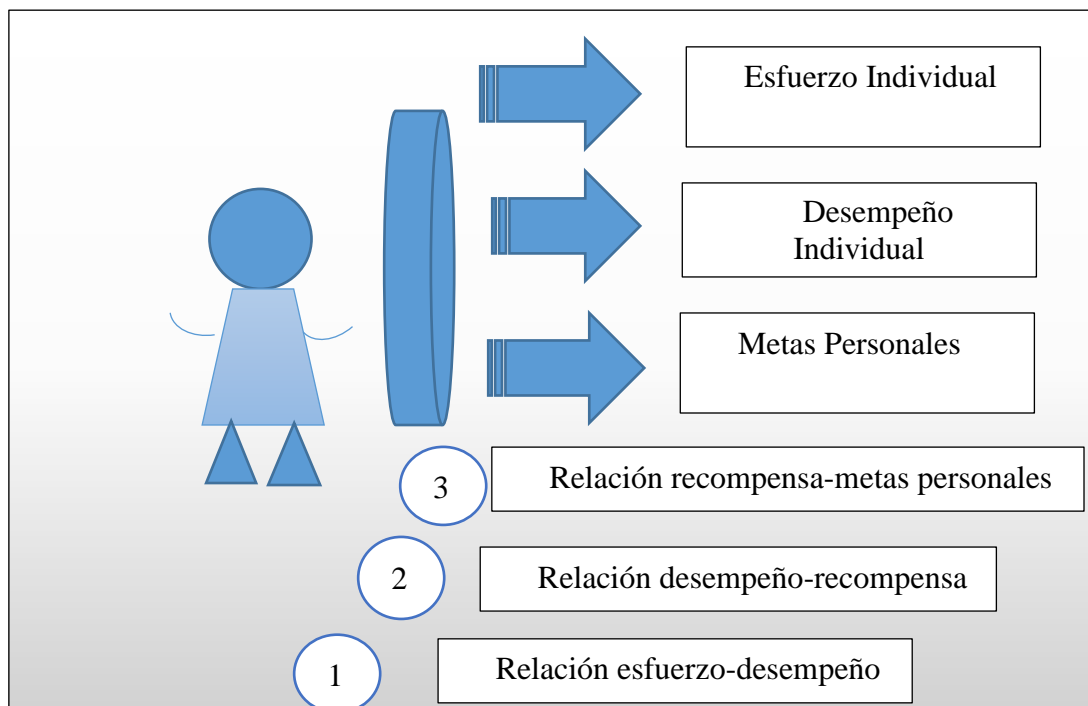 Esfuerzo Individual
Desempeño
Individual
Metas Personales
3
Relación recompensa-metas personales
2
Relación desempeño-recompensa
1
Relación esfuerzo-desempeño